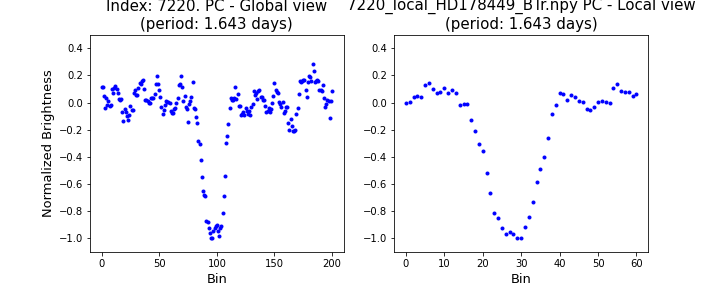 Index: 7220. PC - Global view
(period: 1.643 days)
7220_local_HD178449_BTr.npy PC - Local view
(period: 1.643 days)
Normalized Brightness
0.4
0.2
0.0
−0.2
−0.4
−0.6
−0.8
−1.0
0 50 100 150 200
Bin
0.4
0.2
0.0
−0.2
−0.4
−0.6
−0.8
−1.0
0 10 20 30 40 50 60
Bin